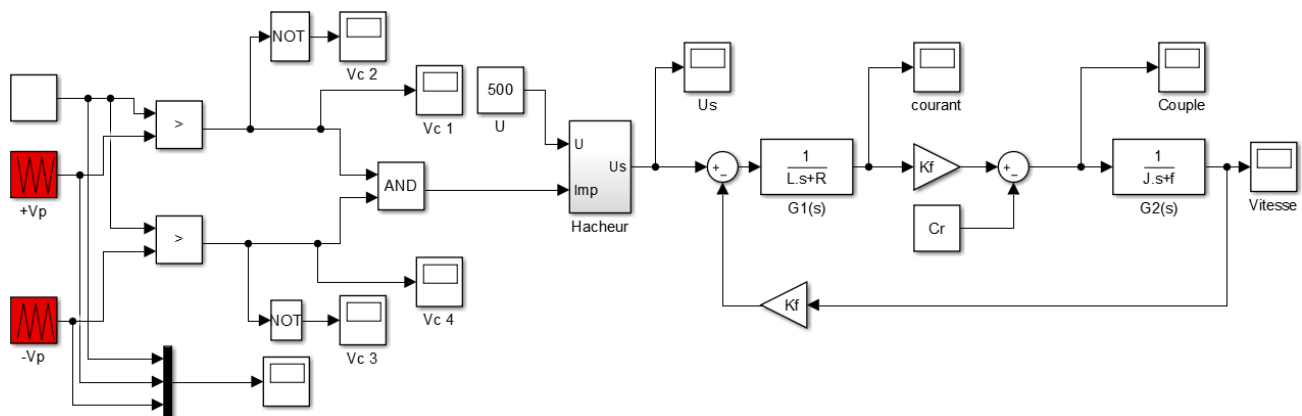 NOT
Vc 2
>
+Vp
Vc 1
500
U
Us
AND
U
Us
Imp
Hacheur
>
-Vp
NOT
Vc 3
Vc 4
+
-
1
L.s+R
G1(s)
courant
Kf
+
-
Cr
Couple
1
J.s+f
G2(s)
Vitesse
Kf